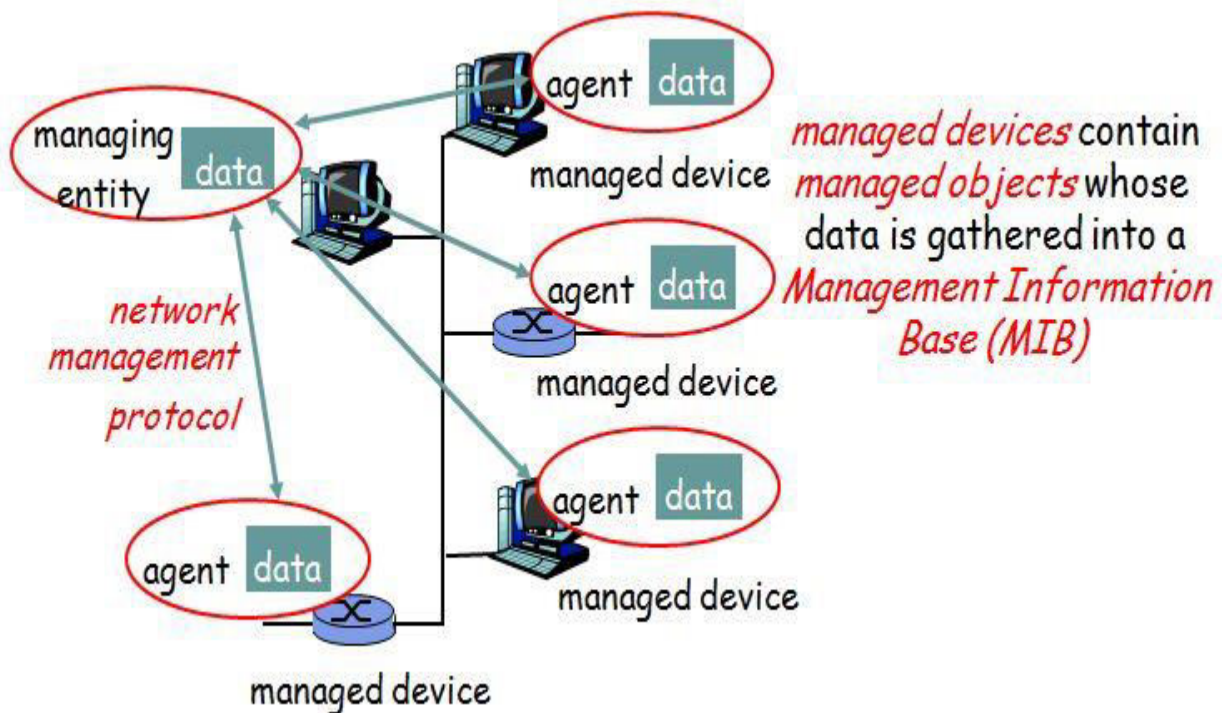 agent data
managed device
managing
entity
data
agent data
managed device
network
management
protocol
agent data
managed device
agent data
managed device
managed devices contain
managed objects whose
data is gathered into a
Management Information
Base (MIB)